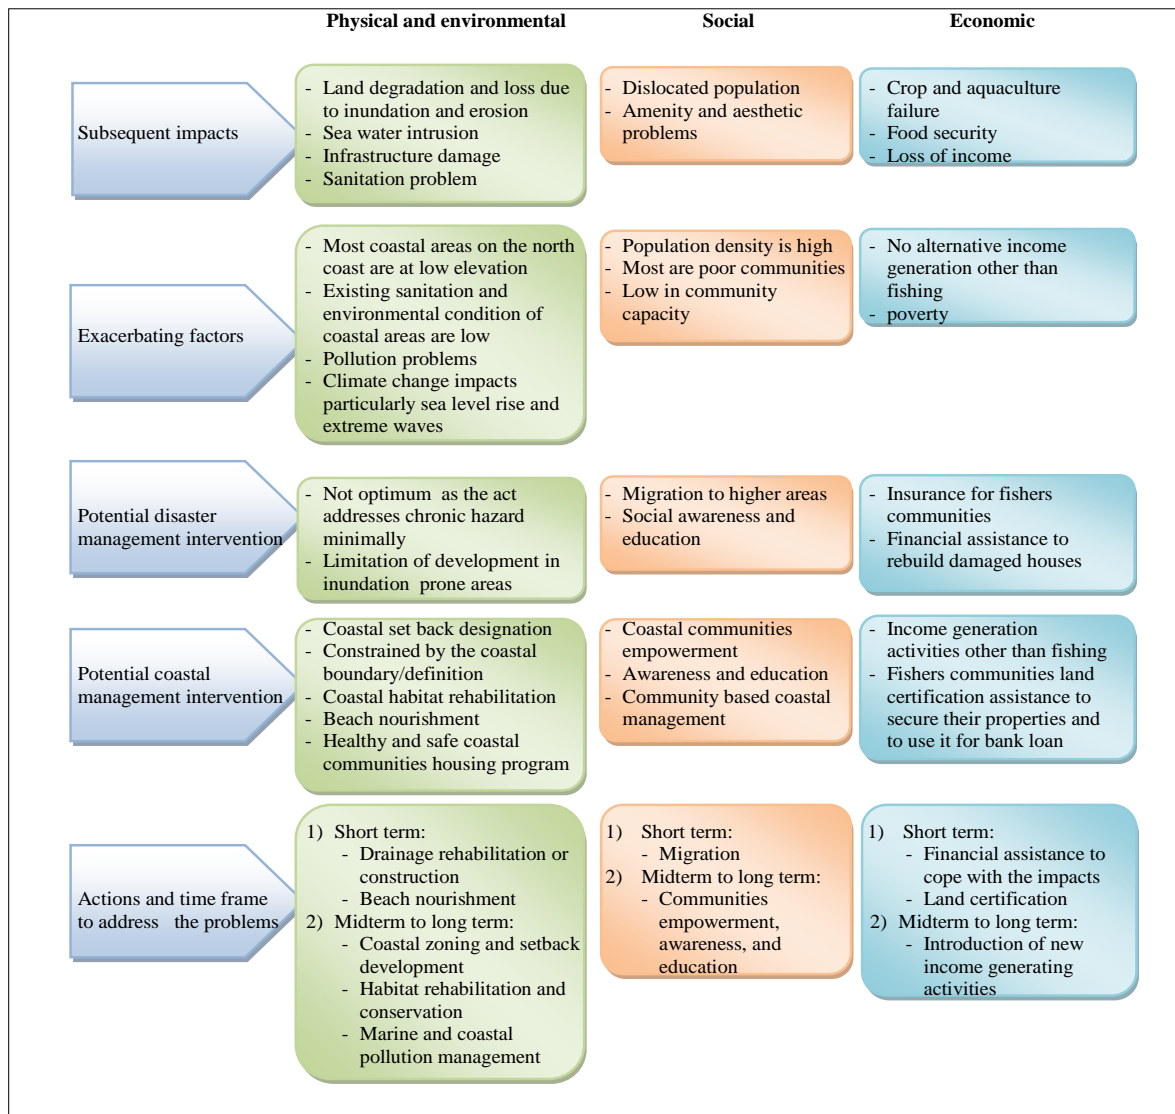 Physical and environmental
Social
Economic
Subsequent impacts
- Land degradation and loss due
to inundation and erosion
- Sea water intrusion
- Infrastructure damage
- Sanitation problem
- Dislocated population
- Amenity and aesthetic
problems
- Crop and aquaculture
failure
- Food security
- Loss of income
Exacerbating factors
- Most coastal areas on the north
coast are at low elevation
- Existing sanitation and
environmental condition of
coastal areas are low
- Pollution problems
- Climate change impacts
particularly sea level rise and
extreme waves
- Population density is high
- Most are poor communities
- Low in community
capacity
- No alternative income
generation other than
fishing
- poverty
Potential disaster
management intervention
- Not optimum as the act
addresses chronic hazard
minimally
- Limitation of development in
inundation prone areas
- Migration to higher areas
- Social awareness and
education
- Insurance for fishers
communities
- Financial assistance to
rebuild damaged houses
Potential coastal
management intervention
- Coastal set back designation
- Constrained by the coastal
boundary/definition
- Coastal habitat rehabilitation
- Beach nourishment
- Healthy and safe coastal
communities housing program
- Coastal communities
empowerment
- Awareness and education
- Community based coastal
management
- Income generation
activities other than fishing
- Fishers communities land
certification assistance to
secure their properties and
to use it for bank loan
Actions and time frame
to address the problems
1) Short term:
- Drainage rehabilitation or
construction
- Beach nourishment
2) Midterm to long term:
- Coastal zoning and setback
development
- Habitat rehabilitation and
conservation
- Marine and coastal
pollution management
1) Short term:
- Migration
2) Midterm to long term:
- Communities
empowerment,
awareness, and
education
1) Short term:
- Financial assistance to
cope with the impacts
- Land certification
2) Midterm to long term:
- Introduction of new
income generating
activities